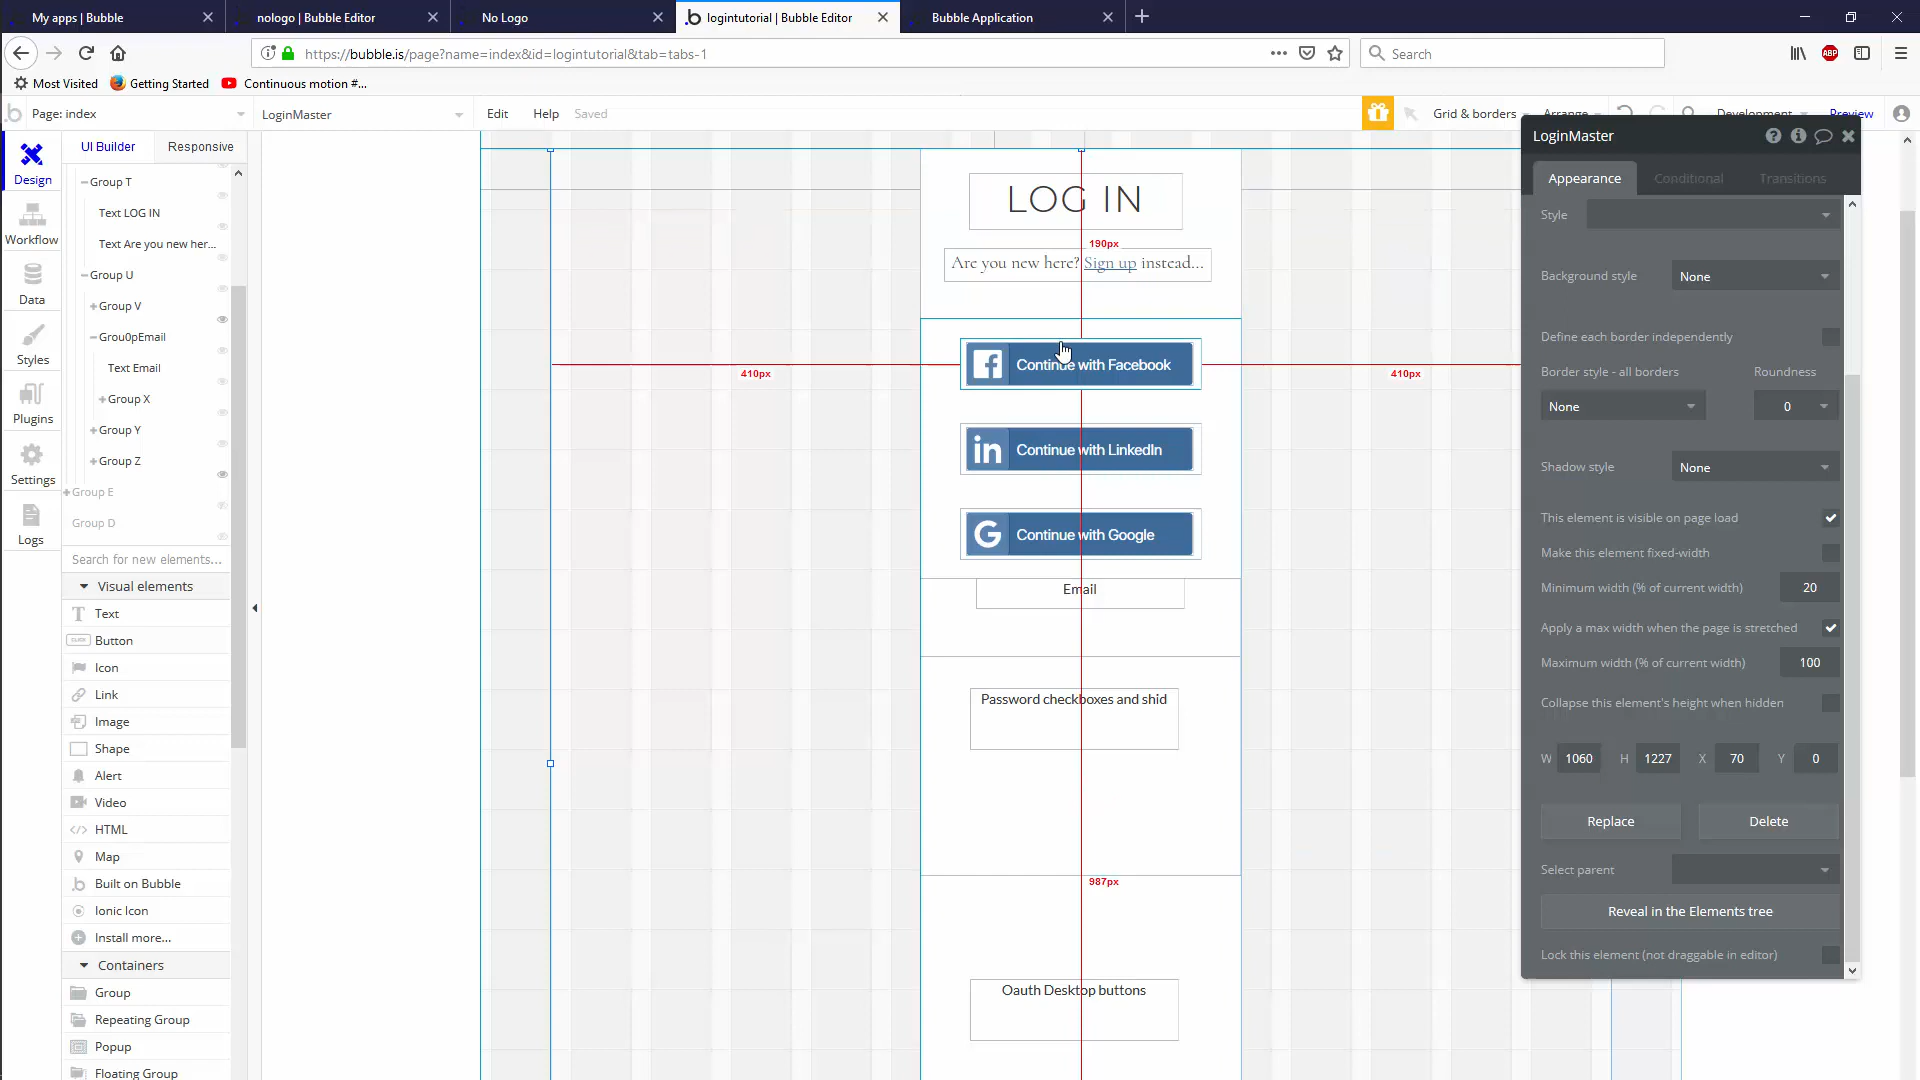 My apps | Bubble
nologo | Bubble Editor
No Logo
logintutorial | Bubble Editor
Bubble Application
https://bubble.is/page?name=index&id=logintutorial&tab=tabs-1
Search
ABP
Most Visited
Getting Started
Continuous motion #...
Page: index
LoginMaster
Edit
Help
Saved
Grid & borders
Arrange
Development
Preview
Design
Workflow
Data
Styles
Plugins
Settings
Logs
UI Builder
Responsive
Group T
Text LOG IN
Text Are you new her...
Group U
Group V
Grou0pEmail
Text Email
Group X
Group Y
Group Z
Group E
Group D
Search for new elements...
Visual elements
Text
CLICK
Button
Icon
Link
Image
Shape
Alert
Video
HTML
Map
Built on Bubble
Ionic Icon
Install more...
Containers
Group
Repeating Group
Popup
Floating Group
LOG IN
190px
Are you new here? Sign up instead...
Continue with Facebook
410px
410px
Continue with LinkedIn
Continue with Google
Email
Password checkboxes and shid
987px
Oauth Desktop buttons
LoginMaster
Appearance
Conditional
Transitions
Style
Background style
None
Define each border independently
Border style - all borders
Roundness
None
0
Shadow style
None
This element is visible on page load
Make this element fixed-width
Minimum width (% of current width)
20
Apply a max width when the page is stretched
Maximum width (% of current width)
100
Collapse this element's height when hidden
W 1060 H 1227 X 70 Y 0
Replace
Delete
Select parent
Reveal in the Elements tree
Lock this element (not draggable in editor)